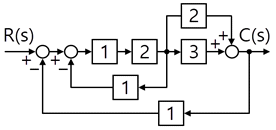 R(s) C(s)
2
+ + + +
1 2 3
− −
1
1